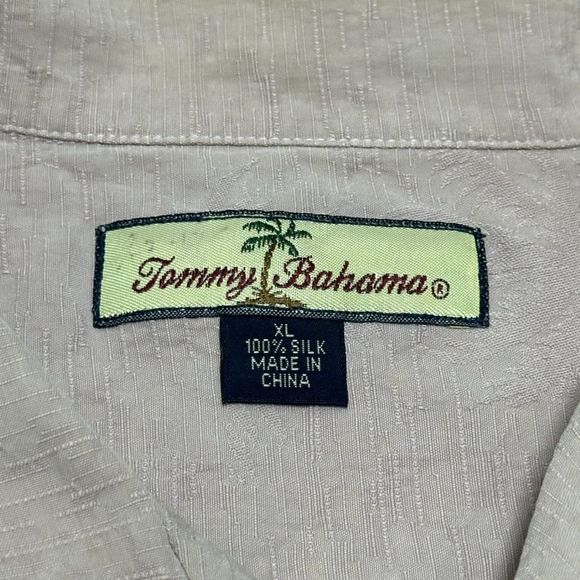 Tommy Bahama®
XL
100% SILK
MADE IN
CHINA